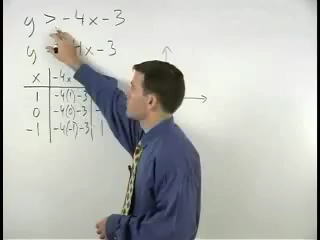 y > -4x-3
y 4x-3
x -4x
1 -4(1)-3
0 -4(0)-3
-1 -4(-1)-3 1